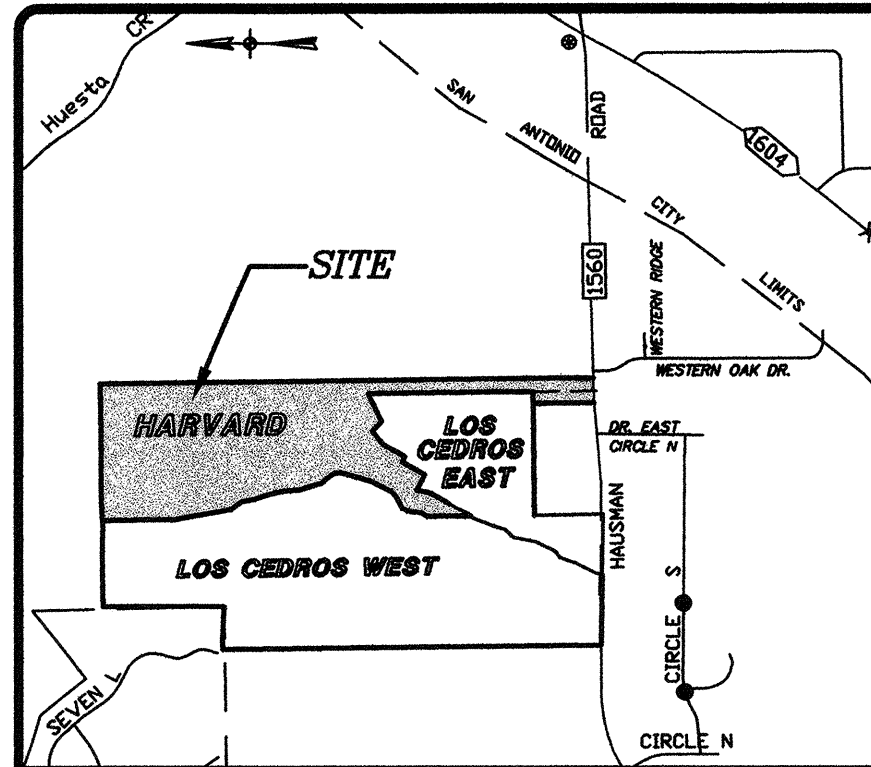 Huesta CR
SAN ANTONIO CITY LIMITS
ROAD
1604
SITE
1560
WESTERN RIDGE
WESTERN OAK DR.
HARVARD
LOS
CEDROS
EAST
DR. EAST
CIRCLE N
HAUSMAN
LOS CEDROS WEST
CIRCLE S
SEVEN L
CIRCLE N